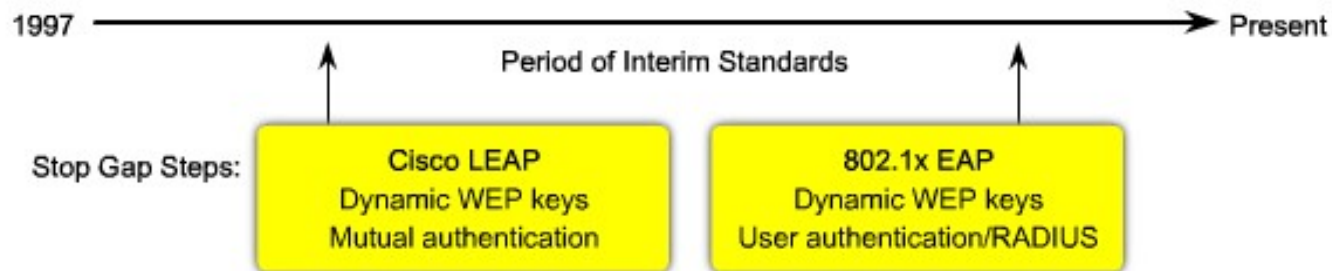 1997
Present
Period of Interim Standards
Stop Gap Steps:
Cisco LEAP
Dynamic WEP keys
Mutual authentication
802.1x EAP
Dynamic WEP keys
User authentication/RADIUS